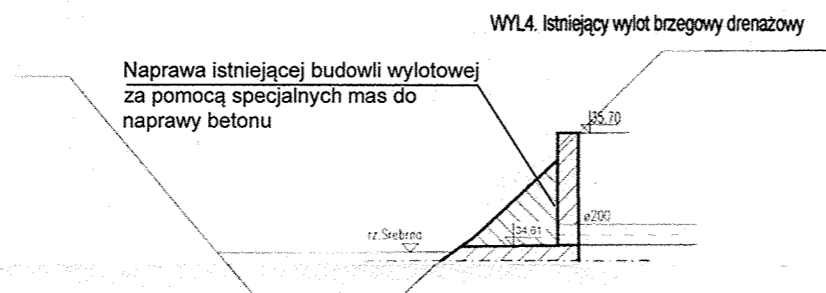 WYL4. Istniejący wylot brzegowy drenażowy
Naprawa istniejącej budowli wylotowej
za pomocą specjalnych mas do
naprawy betonu
35.70
ø200
34.61
rz.Srebrna